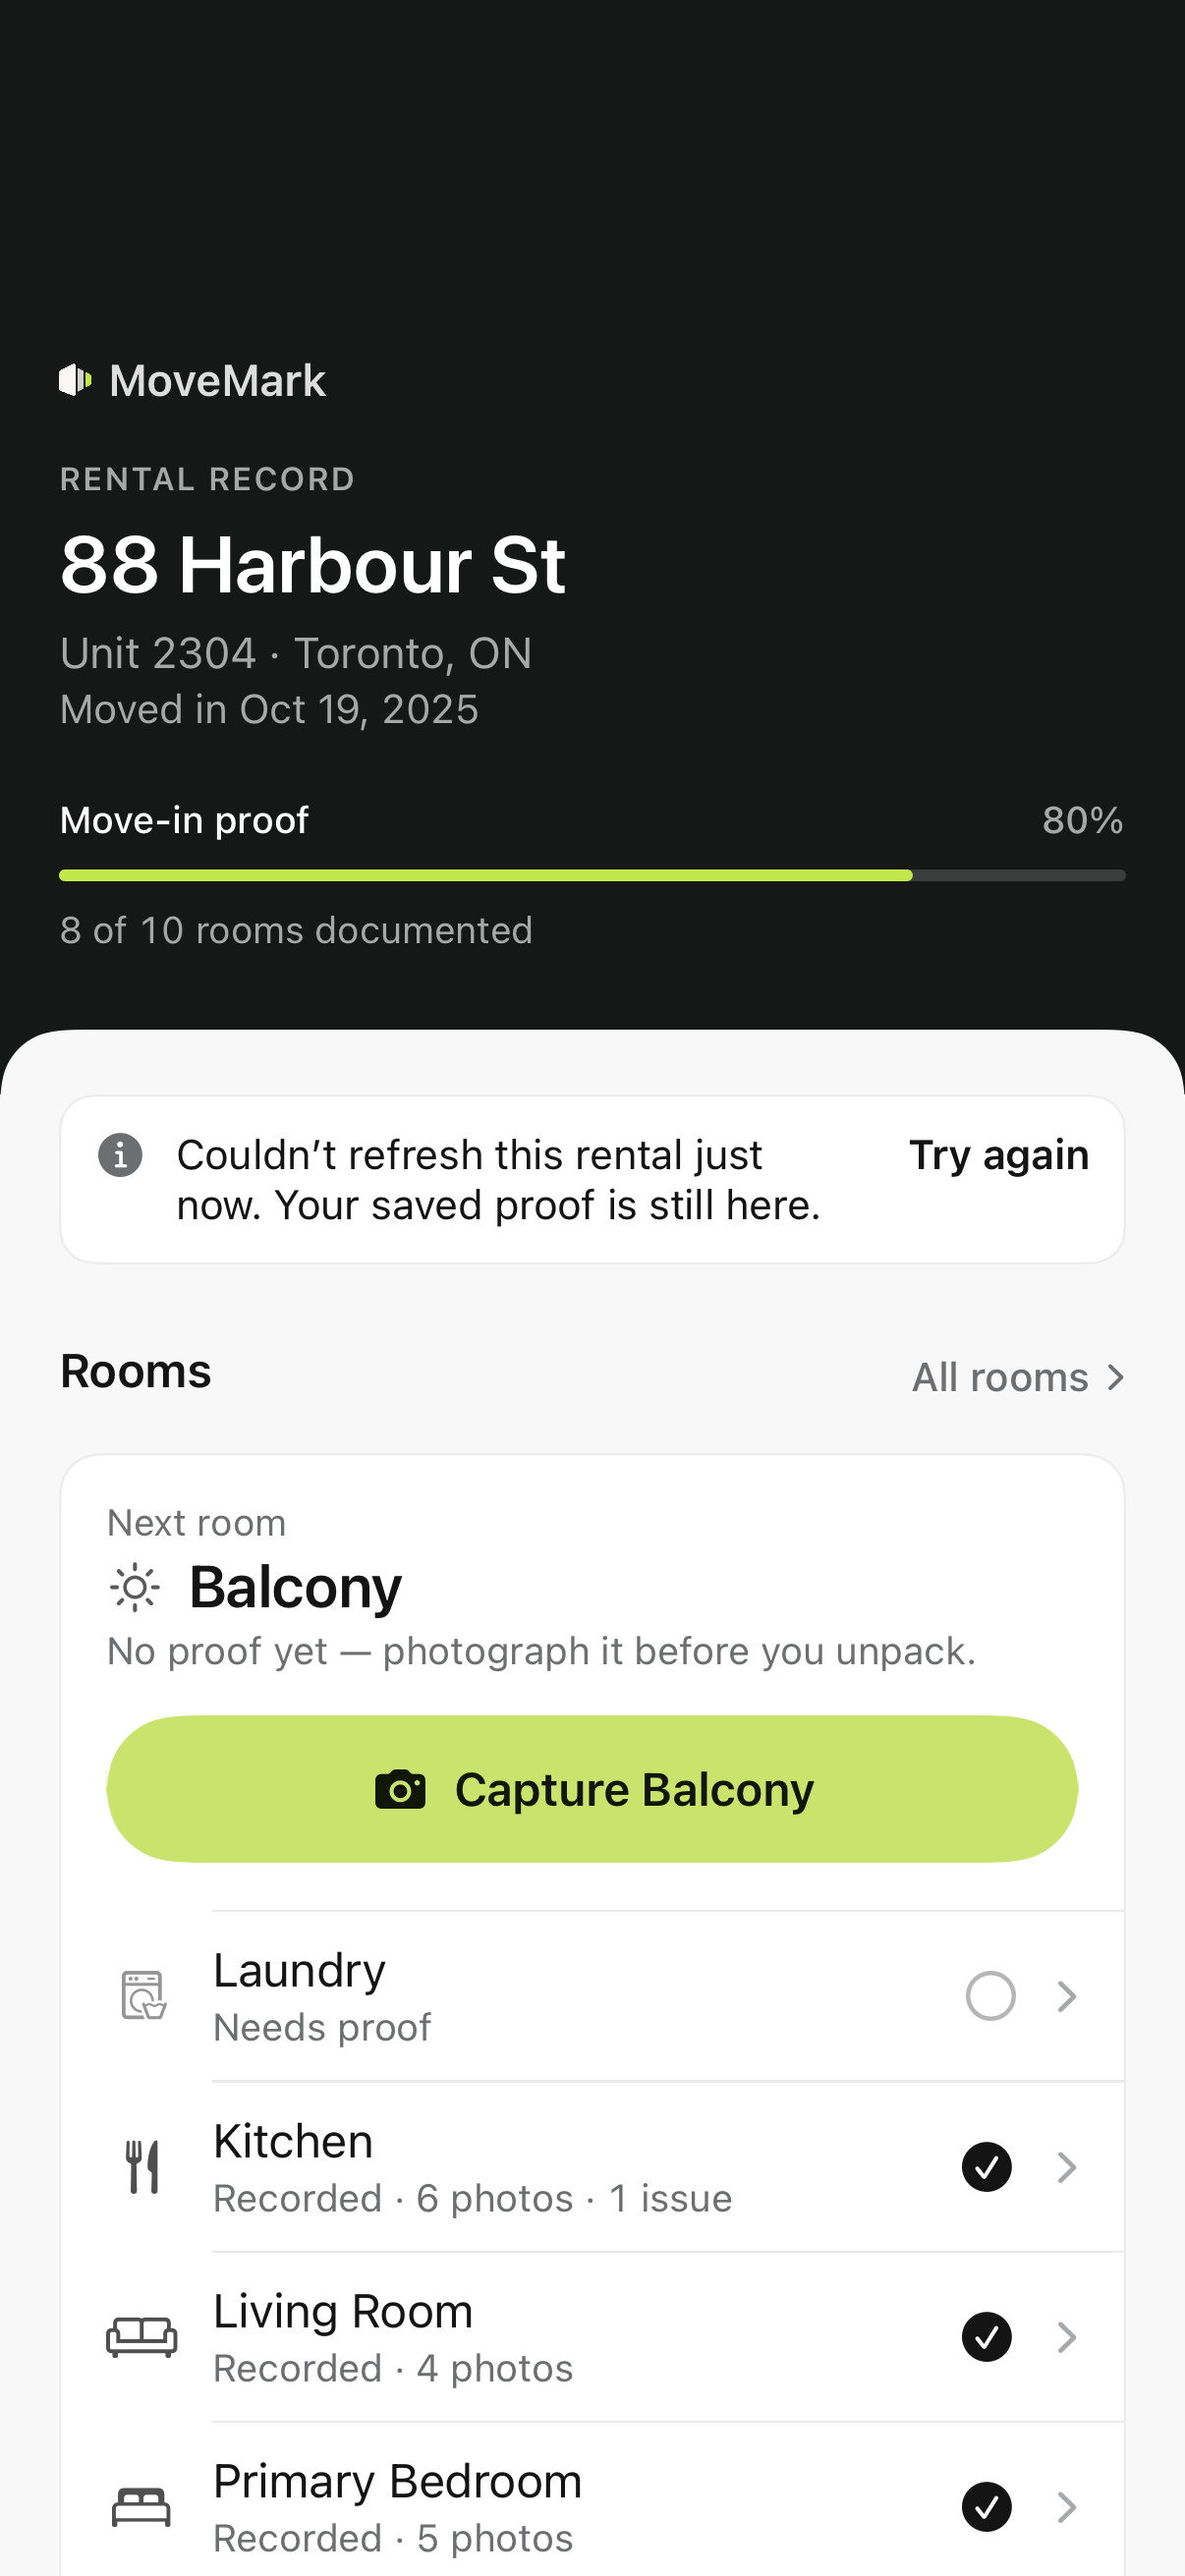 MoveMark
RENTAL RECORD
88 Harbour St
Unit 2304 · Toronto, ON
Moved in Oct 19, 2025
Move-in proof
80%
8 of 10 rooms documented
Couldn’t refresh this rental just
now. Your saved proof is still here.
Try again
Rooms
All rooms
Next room
Balcony
No proof yet — photograph it before you unpack.
Capture Balcony
Laundry
Needs proof
Kitchen
Recorded · 6 photos · 1 issue
Living Room
Recorded · 4 photos
Primary Bedroom
Recorded · 5 photos